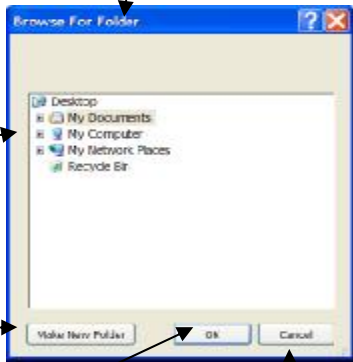 Browse For Folder
Desktop
My Documents
My Computer
My Network Places
Recycle Bin
Make New Folder
OK
Cancel